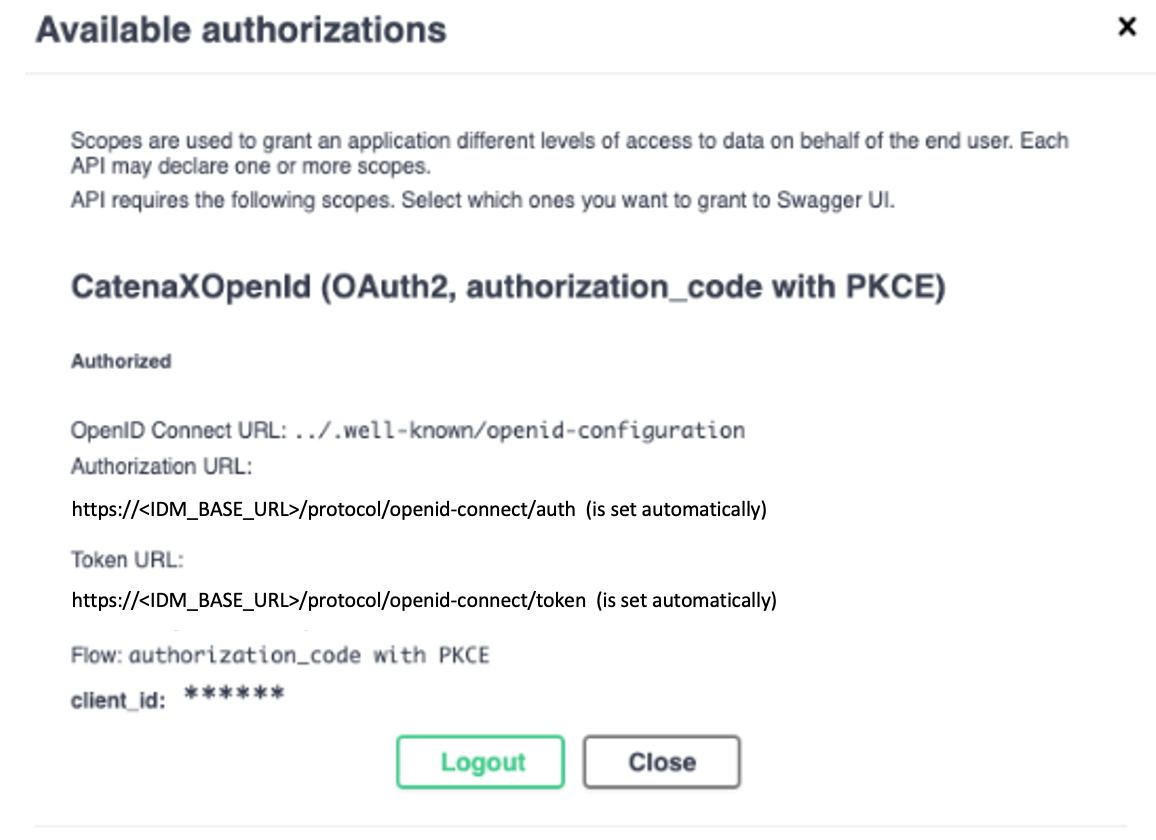 Available authorizations
Scopes are used to grant an application different levels of access to data on behalf of the end user. Each
API may declare one or more scopes.
API requires the following scopes. Select which ones you want to grant to Swagger UI.
CatenaXOpenId (OAuth2, authorization_code with PKCE)
Authorized
OpenID Connect URL: ../.well-known/openid-configuration
Authorization URL:
https://<IDM_BASE_URL>/protocol/openid-connect/auth (is set automatically)
Token URL:
https://<IDM_BASE_URL>/protocol/openid-connect/token (is set automatically)
Flow: authorization_code with PKCE
client_id: ******
Logout Close